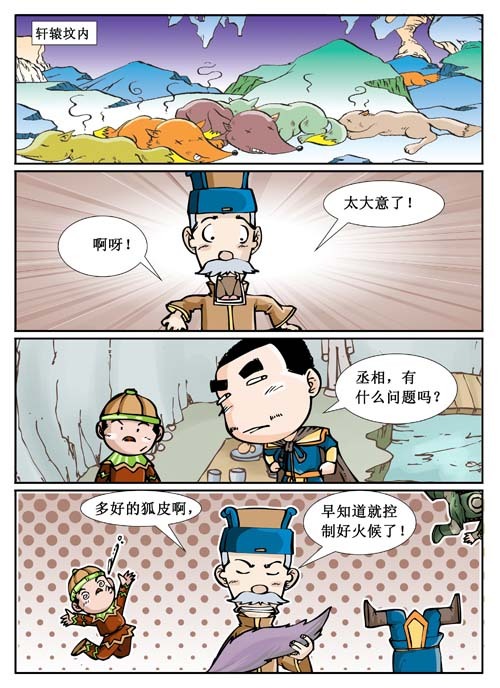 轩辕坟内
啊呀！
太大意了！
丞相，有
什么问题吗？
多好的狐皮啊，
早知道就控
制好火候了！